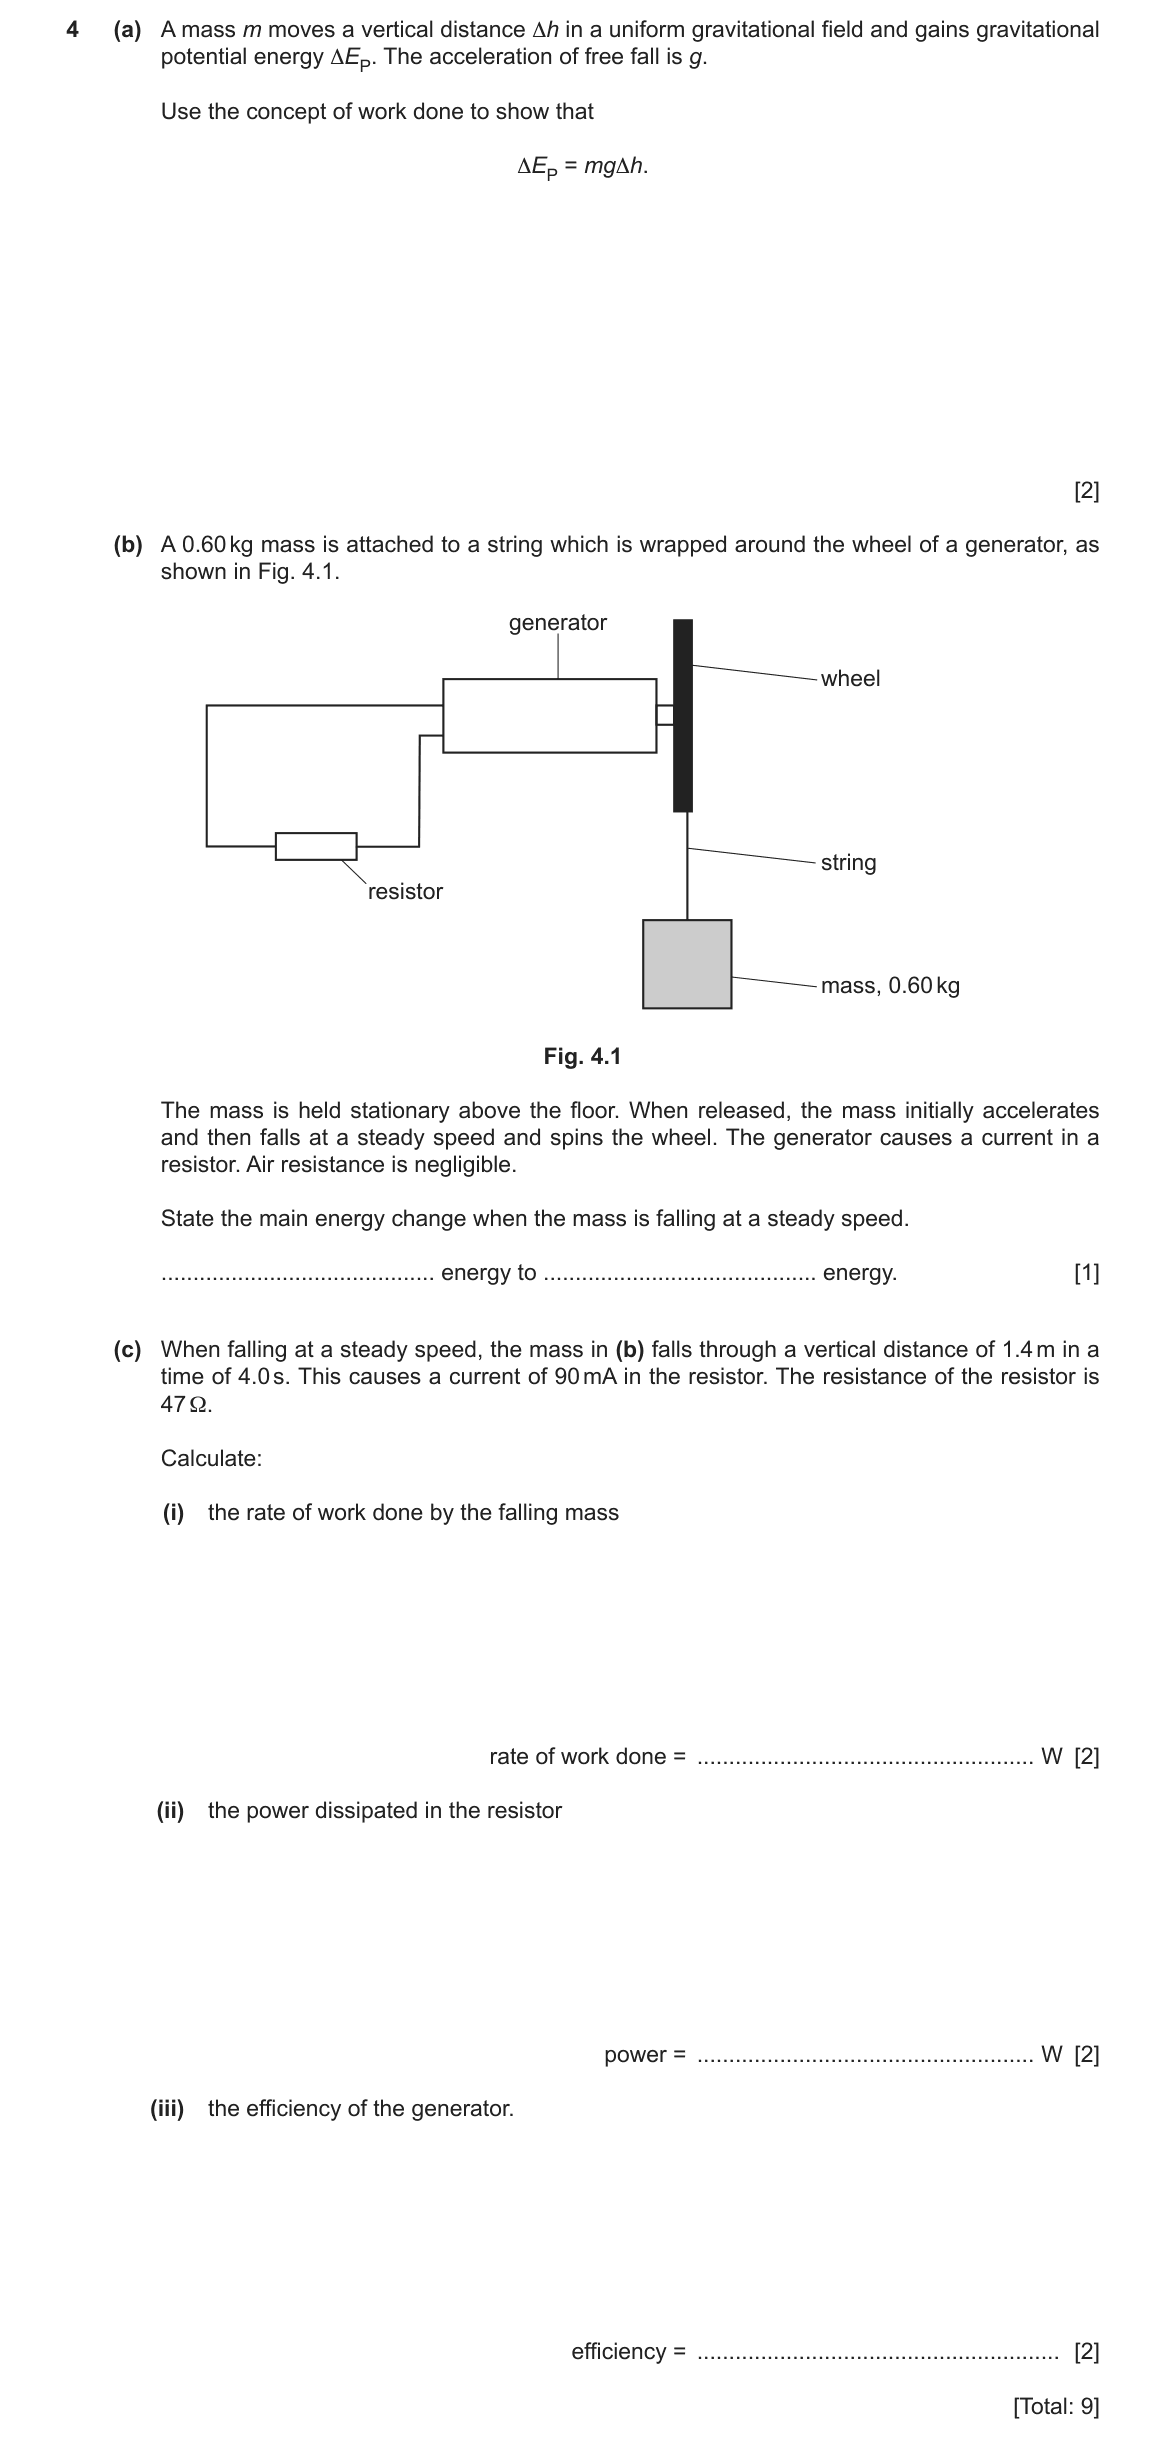 4 (a) A mass m moves a vertical distance Δh in a uniform gravitational field and gains gravitational
potential energy ΔEP. The acceleration of free fall is g.
Use the concept of work done to show that
ΔEP = mgΔh.
[2]
(b) A 0.60 kg mass is attached to a string which is wrapped around the wheel of a generator, as
shown in Fig. 4.1.
generator
wheel
resistor
string
mass, 0.60 kg
Fig. 4.1
The mass is held stationary above the floor. When released, the mass initially accelerates
and then falls at a steady speed and spins the wheel. The generator causes a current in a
resistor. Air resistance is negligible.
State the main energy change when the mass is falling at a steady speed.
.......................................... energy to .......................................... energy. [1]
(c) When falling at a steady speed, the mass in (b) falls through a vertical distance of 1.4 m in a
time of 4.0 s. This causes a current of 90 mA in the resistor. The resistance of the resistor is
47 Ω.
Calculate:
(i) the rate of work done by the falling mass
rate of work done = .................................................... W [2]
(ii) the power dissipated in the resistor
power = .................................................... W [2]
(iii) the efficiency of the generator.
efficiency = ........................................................ [2]
[Total: 9]